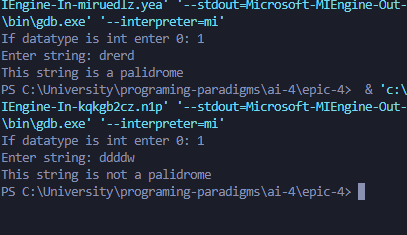 IEngine-In-miruedlz.yea' '--stdout=Microsoft-MIEngine-Out-
\bin\gdb.exe' '--interpreter=mi'
If datatype is int enter 0: 1
Enter string: drerd
This string is a palidrome
PS C:\University\programing-paradigms\ai-4\epic-4>  & 'c:\
IEngine-In-kqkgb2cz.n1p' '--stdout=Microsoft-MIEngine-Out-
\bin\gdb.exe' '--interpreter=mi'
If datatype is int enter 0: 1
Enter string: ddddw
This string is not a palidrome
PS C:\University\programing-paradigms\ai-4\epic-4>